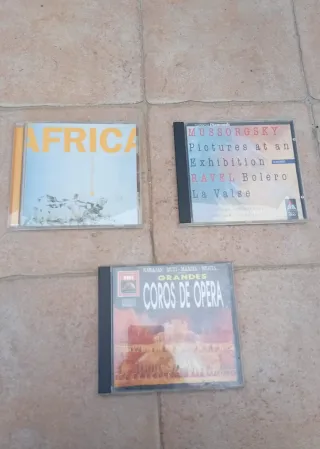 AFRICA
MUSSORGSKY
Pictures at an
Exhibition
RAVEL Bolero
La Valse
GRANDES
COROS DE OPERA